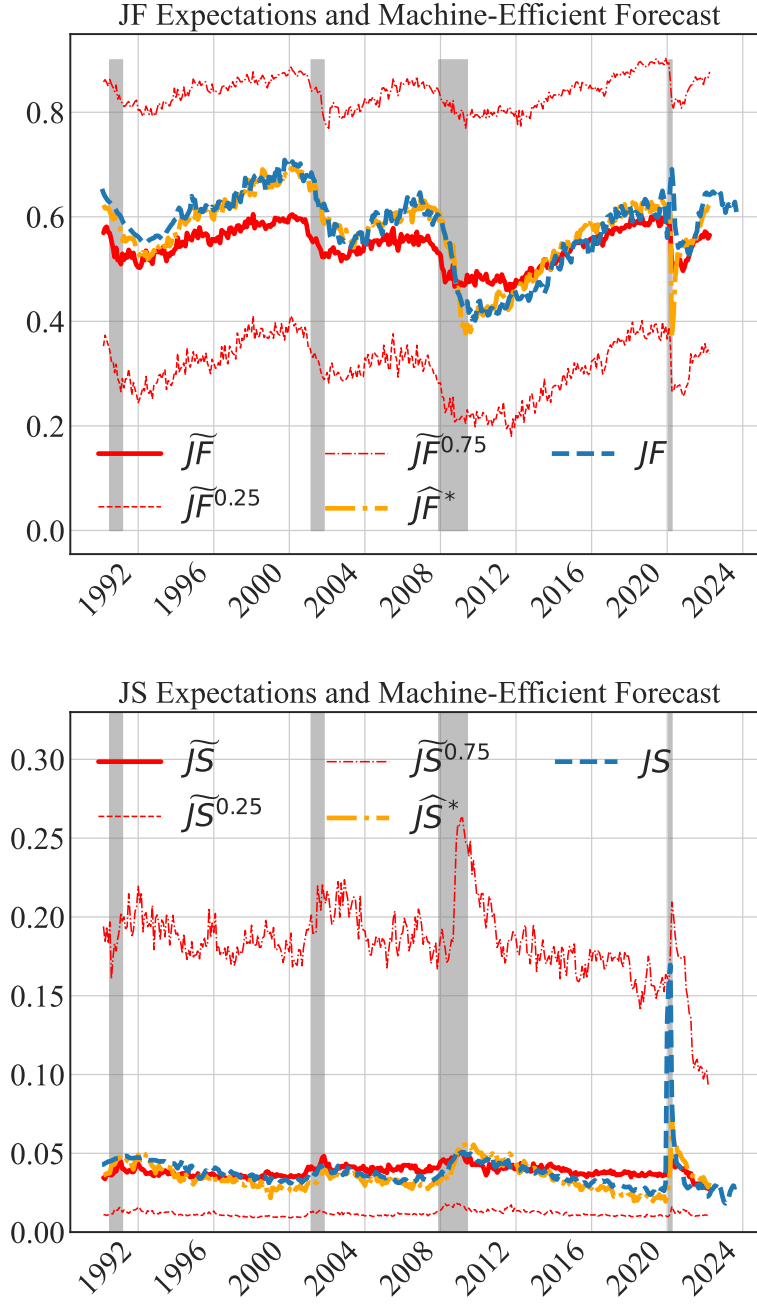 JF Expectations and Machine-Efficient Forecast
0.8
0.6
0.4
0.2
0.0
J͠F J͠F^0.75 JF
J͠F^0.25 ĴF^*
1992 1996 2000 2004 2008 2012 2016 2020 2024
JS Expectations and Machine-Efficient Forecast
0.30
0.25
0.20
0.15
0.10
0.05
0.00
J͠S J͠S^0.75 JS
J͠S^0.25 ĴS^*
1992 1996 2000 2004 2008 2012 2016 2020 2024